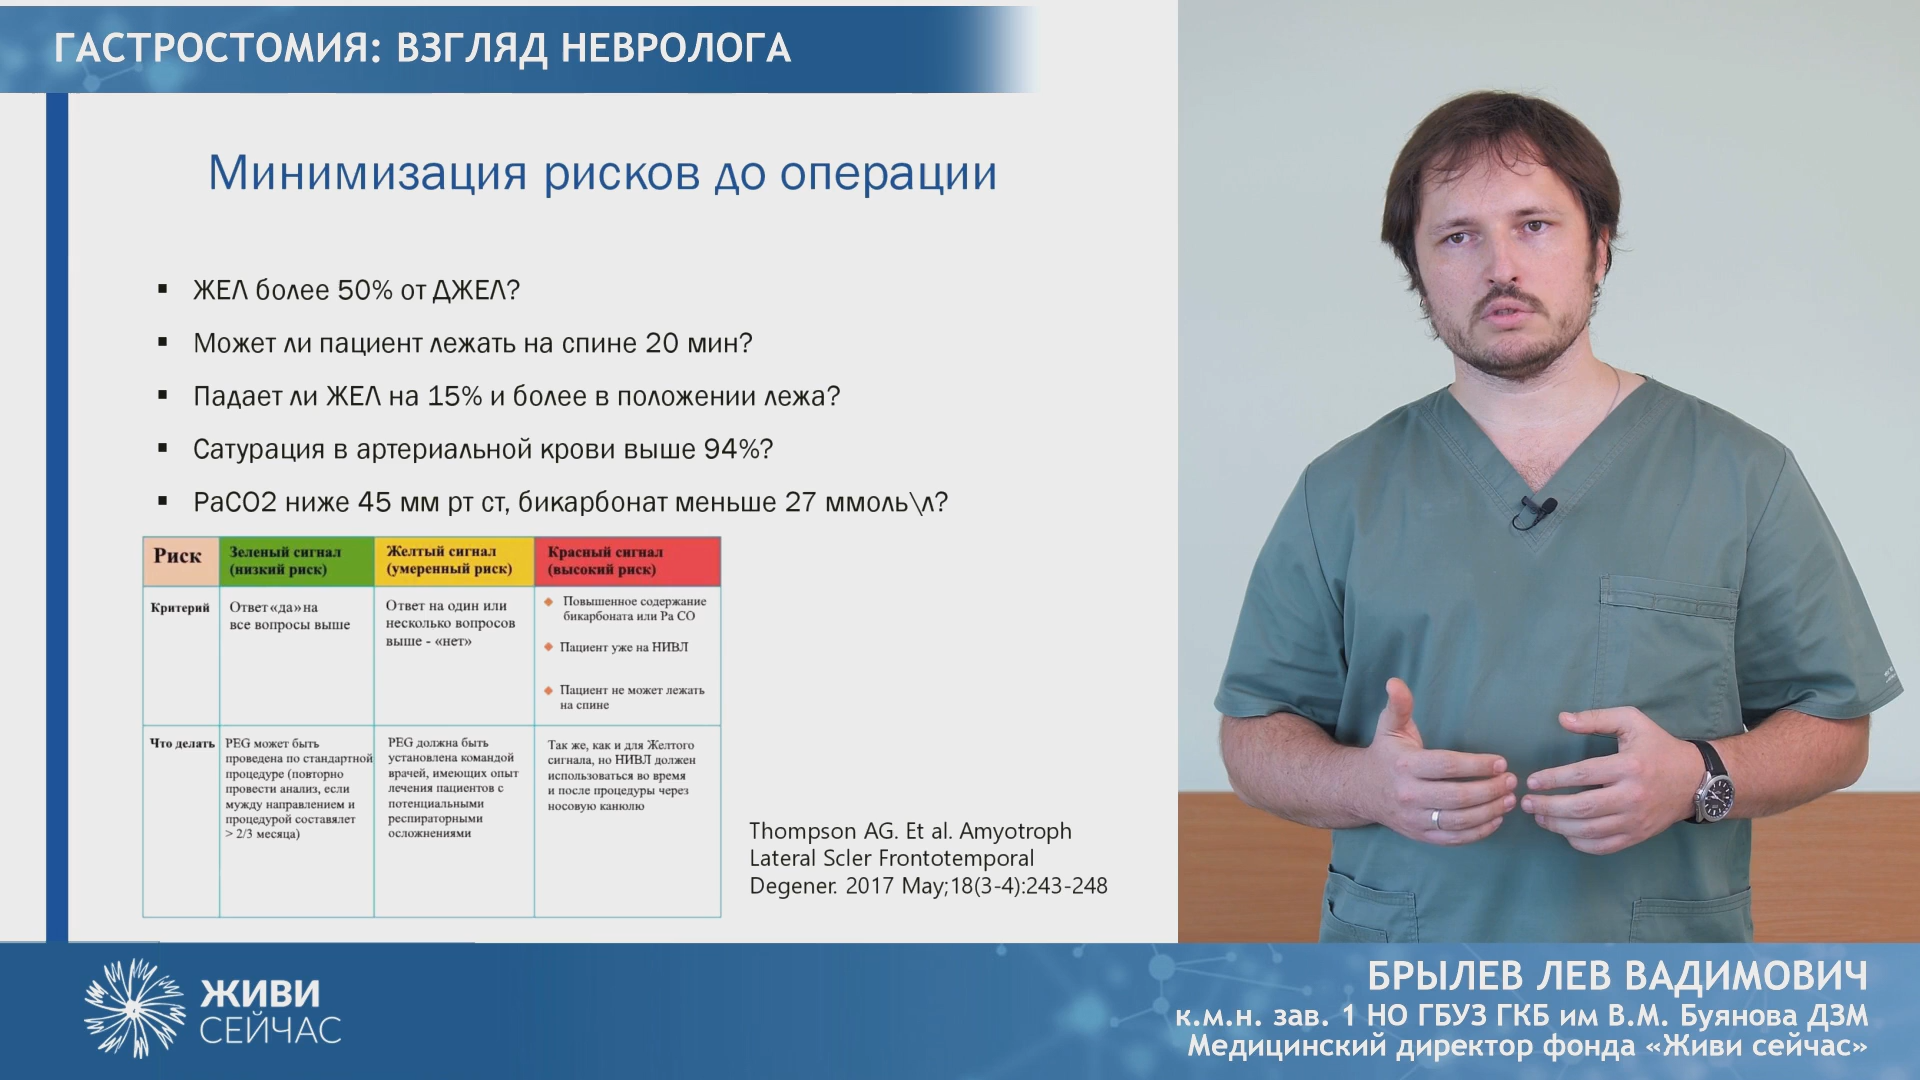 ГАСТРОСТОМИЯ: ВЗГЛЯД НЕВРОЛОГА
Минимизация рисков до операции
▪ ЖЕЛ более 50% от ДЖЕЛ?
▪ Может ли пациент лежать на спине 20 мин?
▪ Падает ли ЖЕЛ на 15% и более в положении лежа?
▪ Сатурация в артериальной крови выше 94%?
▪ PaCO2 ниже 45 мм рт ст, бикарбонат меньше 27 ммоль\л?
Риск
Зеленый сигнал
(низкий риск)
Желтый сигнал
(умеренный риск)
Красный сигнал
(высокий риск)
Критерий
Ответ «да» на
все вопросы выше
Ответ на один или
несколько вопросов
выше - «нет»
Повышенное содержание
бикарбоната или Pa CO
Пациент уже на НИВЛ
Пациент не может лежать
на спине
Что делать
PEG может быть
проведена по стандартной
процедуре (повторно
провести анализ, если
мужду направлением и
процедурой составялет
> 2/3 месяца)
PEG должна быть
установлена командой
врачей, имеющих опыт
лечения пациентов с
потенциальными
респираторными
осложнениями
Так же, как и для Желтого
сигнала, но НИВЛ должен
использоваться во время
и после процедуры через
носовую канюлю
Thompson AG. Et al. Amyotroph
Lateral Scler Frontotemporal
Degener. 2017 May;18(3-4):243-248
ЖИВИ
СЕЙЧАС
БРЫЛЕВ ЛЕВ ВАДИМОВИЧ
к.м.н. зав. 1 НО ГБУЗ ГКБ им В.М. Буянова ДЗМ
Медицинский директор фонда «Живи сейчас»